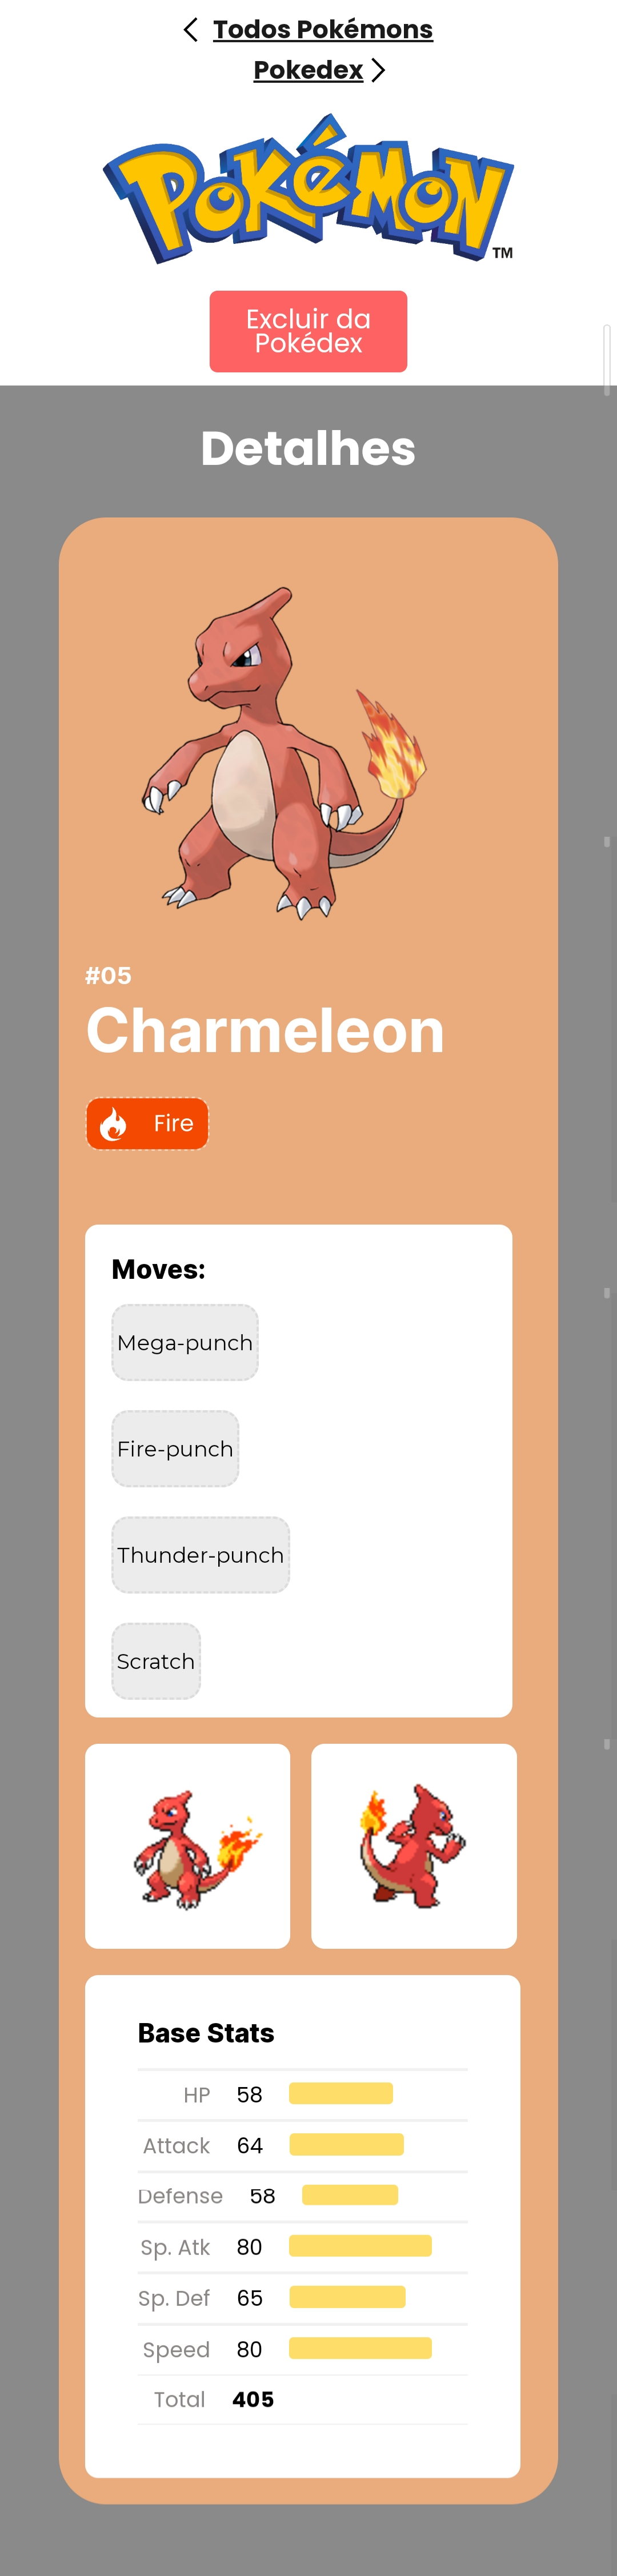 Todos Pokémons
Pokedex
POKéMON
TM
Excluir da
Pokédex
Detalhes
#05
Charmeleon
Fire
Moves:
Mega-punch
Fire-punch
Thunder-punch
Scratch
Base Stats
HP 58
Attack 64
Defense 58
Sp. Atk 80
Sp. Def 65
Speed 80
Total 405